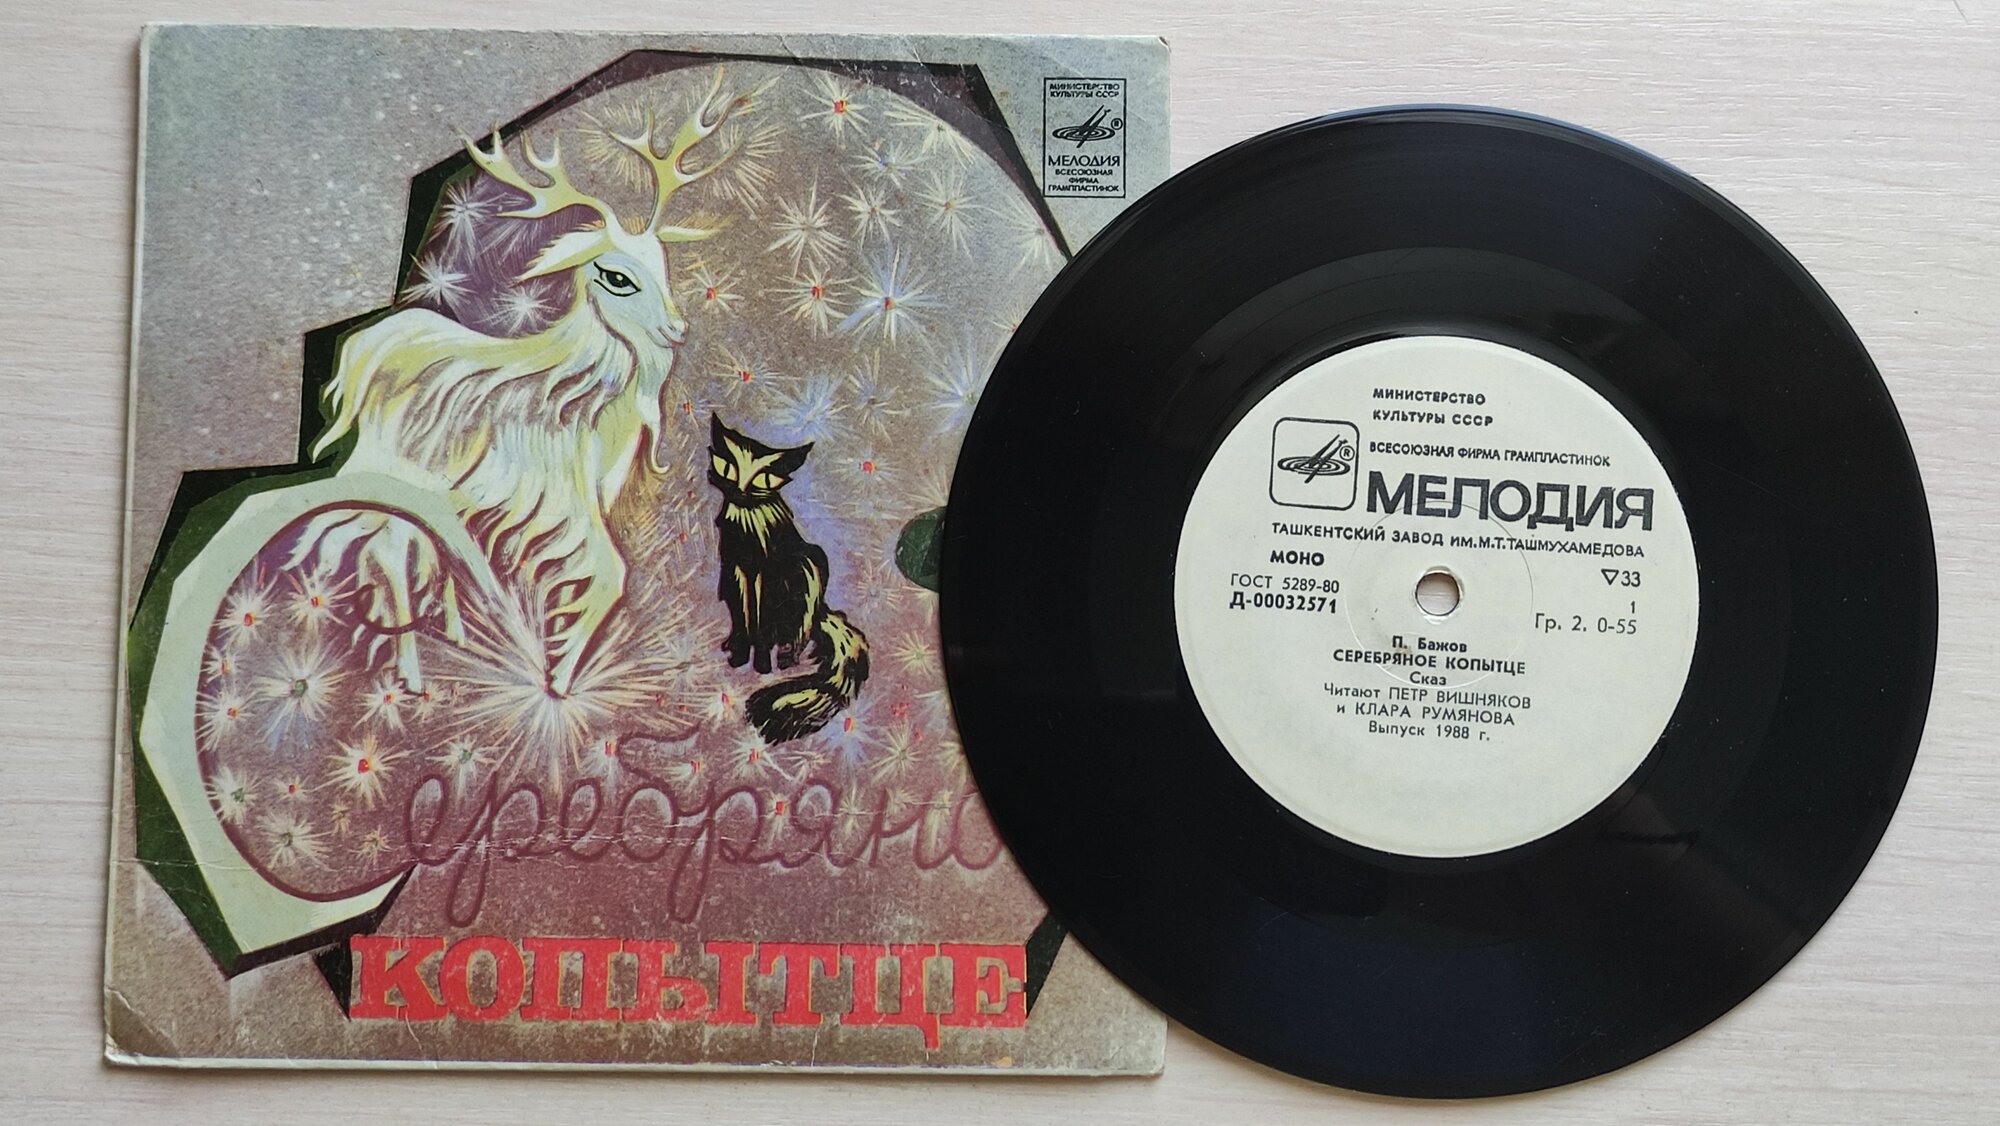 МИНИСТЕРСТВО
КУЛЬТУРЫ СССР
МЕЛОДИЯ
ВСЕСОЮЗНАЯ
ФИРМА
ГРАМПЛАСТИНОК
Серебряно
КОПЫТЦЕ
МИНИСТЕРСТВО
КУЛЬТУРЫ СССР
ВСЕСОЮЗНАЯ ФИРМА ГРАМПЛАСТИНОК
МЕЛОДИЯ
ТАШКЕНТСКИЙ ЗАВОД ИМ.М.Т.ТАШМУХАМЕДОВА
МОНО
▽33
ГОСТ 5289-80
Д-00032571
1
Гр. 2. 0-55
П. Бажов
СЕРЕБРЯНОЕ КОПЫТЦЕ
Сказ
Читают ПЕТР ВИШНЯКОВ
и КЛАРА РУМЯНОВА
Выпуск 1988 г.